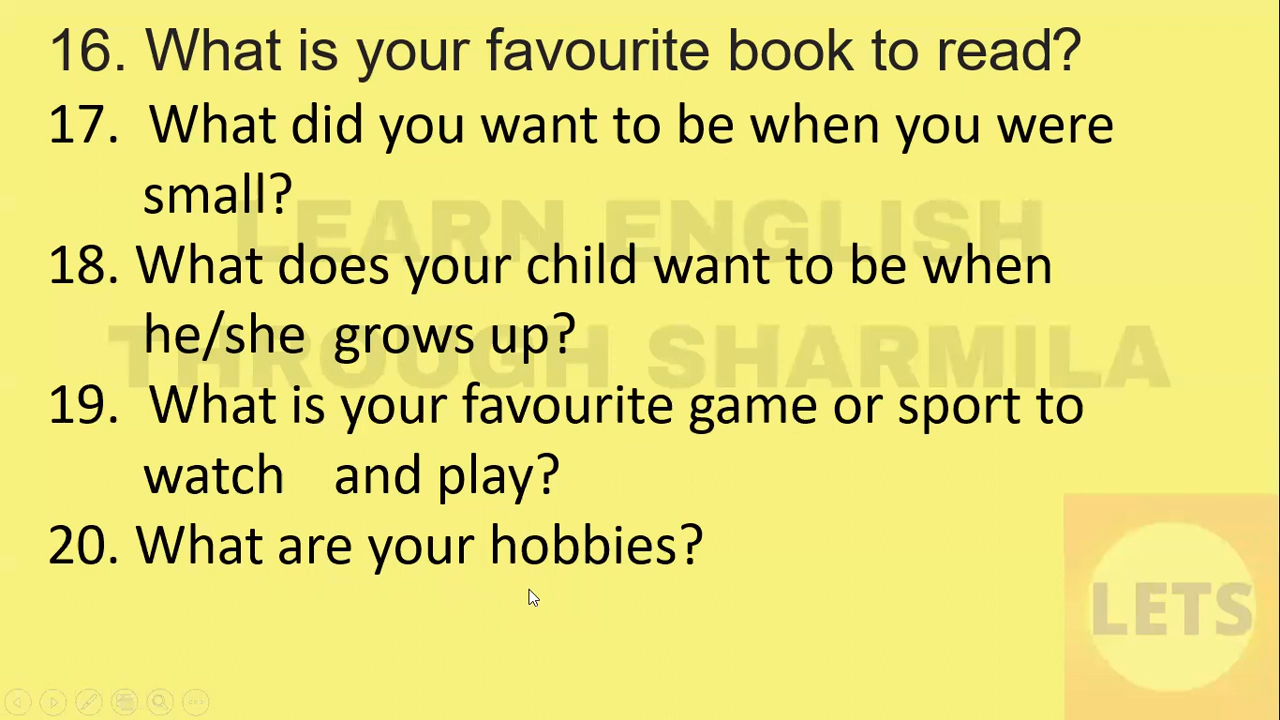 16. What is your favourite book to read?
17. What did you want to be when you were
small?
LEARN ENGLISH
18. What does your child want to be when
he/she grows up?
THROUGH SHARMILA
19. What is your favourite game or sport to
watch and play?
20. What are your hobbies?
LETS